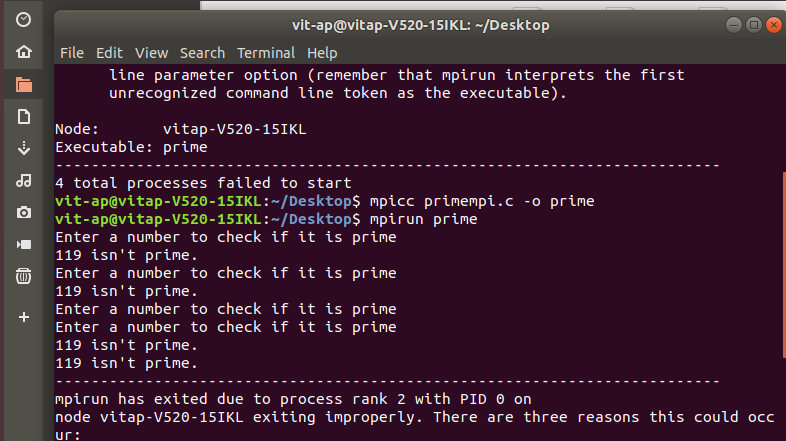 vit-ap@vitap-V520-15IKL: ~/Desktop
File Edit View Search Terminal Help
line parameter option (remember that mpirun interprets the first
unrecognized command line token as the executable).
Node: vitap-V520-15IKL
Executable: prime
--------------------------------------------------------------------------
4 total processes failed to start
vit-ap@vitap-V520-15IKL:~/Desktop$ mpicc primempi.c -o prime
vit-ap@vitap-V520-15IKL:~/Desktop$ mpirun prime
Enter a number to check if it is prime
119 isn't prime.
Enter a number to check if it is prime
119 isn't prime.
Enter a number to check if it is prime
Enter a number to check if it is prime
119 isn't prime.
119 isn't prime.
--------------------------------------------------------------------------
mpirun has exited due to process rank 2 with PID 0 on
node vitap-V520-15IKL exiting improperly. There are three reasons this could occ
ur: